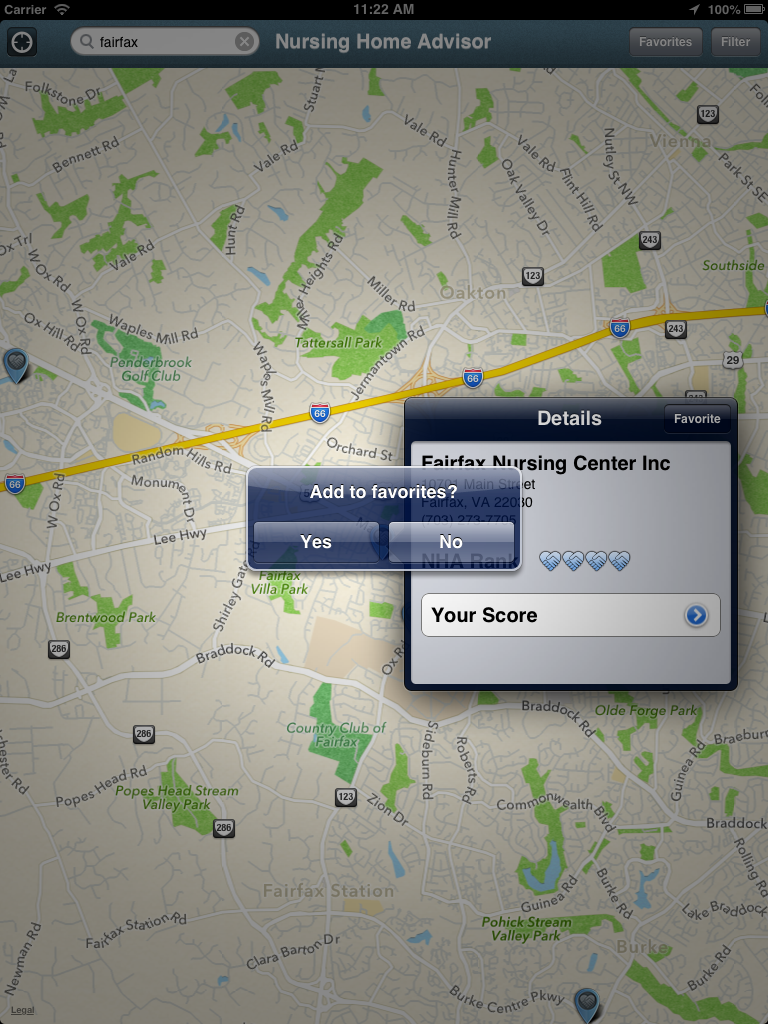 Carrier 11:22 AM 100%
fairfax Nursing Home Advisor Favorites Filter
Folkstone Dr
Stuart M
Bennett Rd
Vale Rd
Vale Rd
Vale Rd
123
Vienna
Nutley St NW
Park St SE
Hunter Mill Rd
Oak Valley Dr
Flint Hill Rd
Ox Trl
Hunt Rd
Vale Rd
243
W Ox Rd
W Ox Rd
Miller Heights Rd
Miller Rd
123
Oakton
Southside
Ox Hill Rd
Waples Mill Rd
Penderbrook
Golf Club
Tattersall Park
Jermantown Rd
66
243
29
Waples Mill Rd
66
66
Details Favorite
Orchard St
Random Hills Rd
Monument Dr
66
W Ox Rd
Fairfax Nursing Center Inc
Main Street
Fairfax, VA 22030
(703) 273-7705
Add to favorites?
Yes No
NHA Rank
Lee Hwy
Lee Hwy
Shirley Gate Rd
Fairfax
Villa Park
Your Score
Brentwood Park
286
Braddock Rd
Ox Rd
Country Club of
Fairfax
Braddock Rd
Olde Forge Park
286
Sideburn Rd
Roberts Rd
Guinea Rd
Popes Head Rd
Popes Head Stream
Valley Park
286
123
Zion Dr
Commonwealth Blvd
Braddock
Rolling Rd
Fairfax Station
Guinea Rd
Burke Rd
Lake Braddock
Fairfax Station Rd
Pohick Stream
Valley Park
Burke
Newman Rd
Clara Barton Dr
Burke Rd
Burke Centre Pkwy
Legal